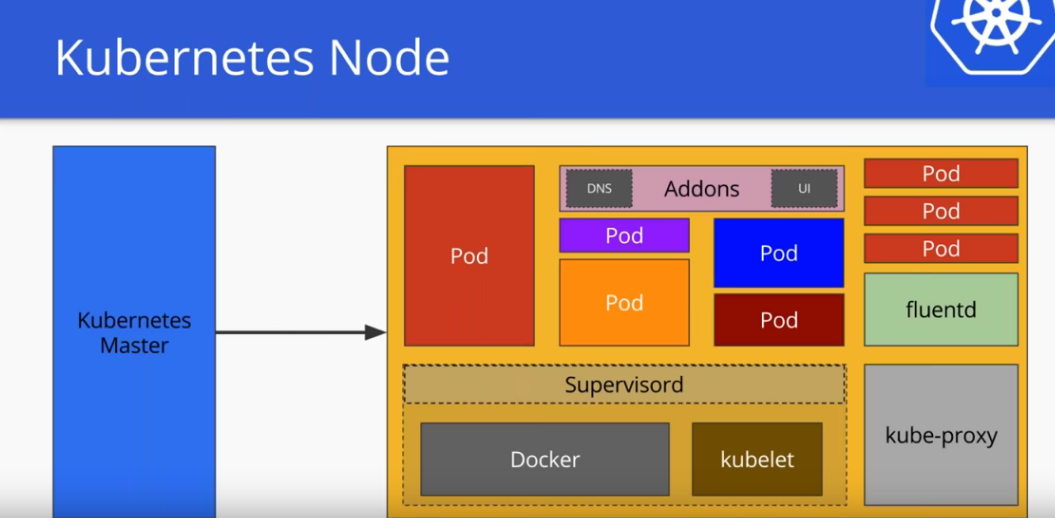 Kubernetes Node
Kubernetes
Master
Pod
DNS
Addons
UI
Pod
Pod
Pod
Pod
Pod
Pod
Pod
fluentd
Supervisord
Docker
kubelet
kube-proxy